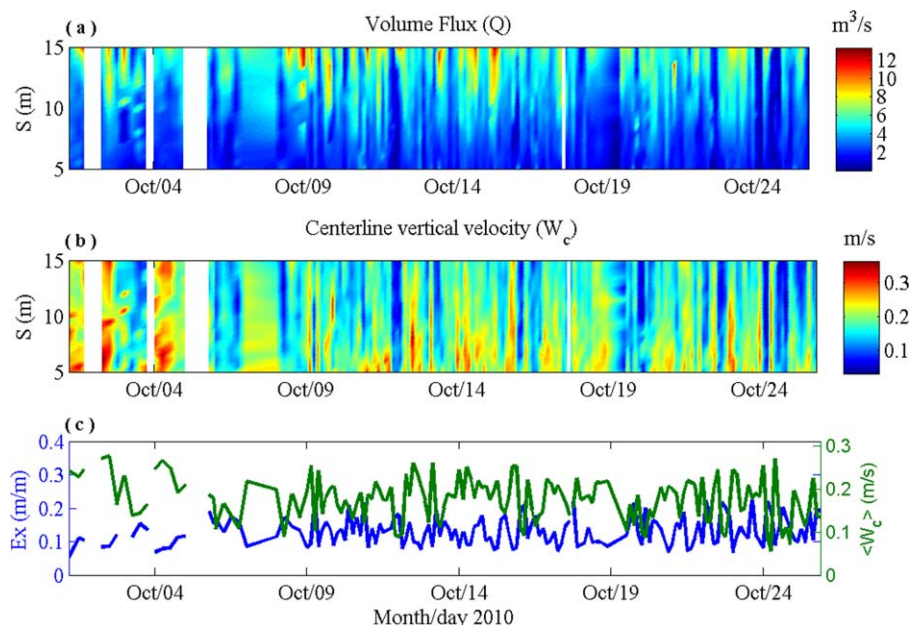 (a) Volume Flux (Q) m³/s
15
10
5
S (m)
12
10
8
6
4
2
Oct/04 Oct/09 Oct/14 Oct/19 Oct/24
(b) Centerline vertical velocity (W_c) m/s
15
10
5
S (m)
0.3
0.2
0.1
Oct/04 Oct/09 Oct/14 Oct/19 Oct/24
(c)
0.4
0.3
0.2
0.1
0
Ex (m/m)
0.3
0.2
0.1
0
<W_c> (m/s)
Oct/04 Oct/09 Oct/14 Oct/19 Oct/24
Month/day 2010